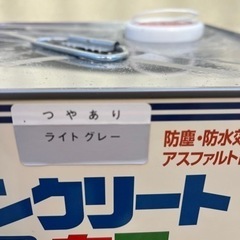 つやあり
ライトグレー
防塵・防水効
アスファルト
ンクリート